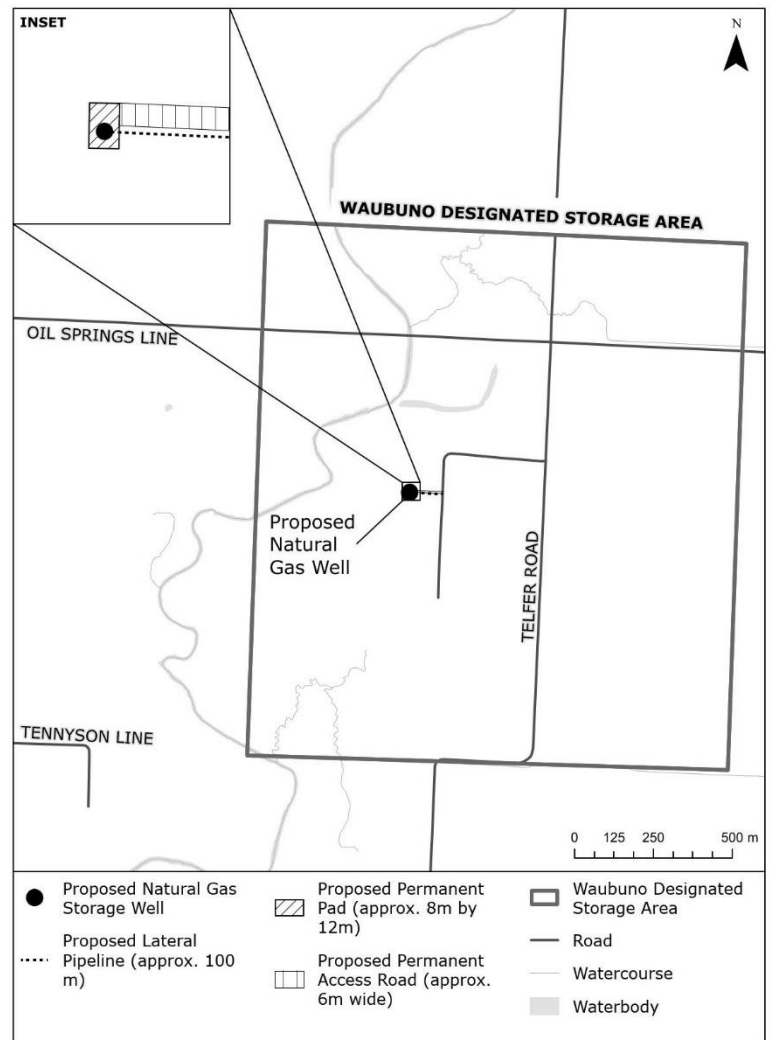 INSET
N
WAUBUNO DESIGNATED STORAGE AREA
OIL SPRINGS LINE
Proposed
Natural
Gas Well
TELFER ROAD
TENNYSON LINE
0 125 250 500 m
Proposed Natural Gas
Storage Well
Proposed Lateral
Pipeline (approx. 100
m)
Proposed Permanent
Pad (approx. 8m by
12m)
Proposed Permanent
Access Road (approx.
6m wide)
Waubuno Designated
Storage Area
Road
Watercourse
Waterbody